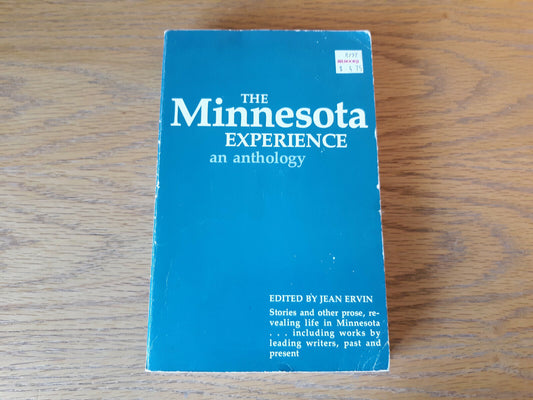 THE
Minnesota
EXPERIENCE
an anthology
EDITED BY JEAN ERVIN
Stories and other prose, re-
vealing life in Minnesota
. . . including works by
leading writers, past and
present